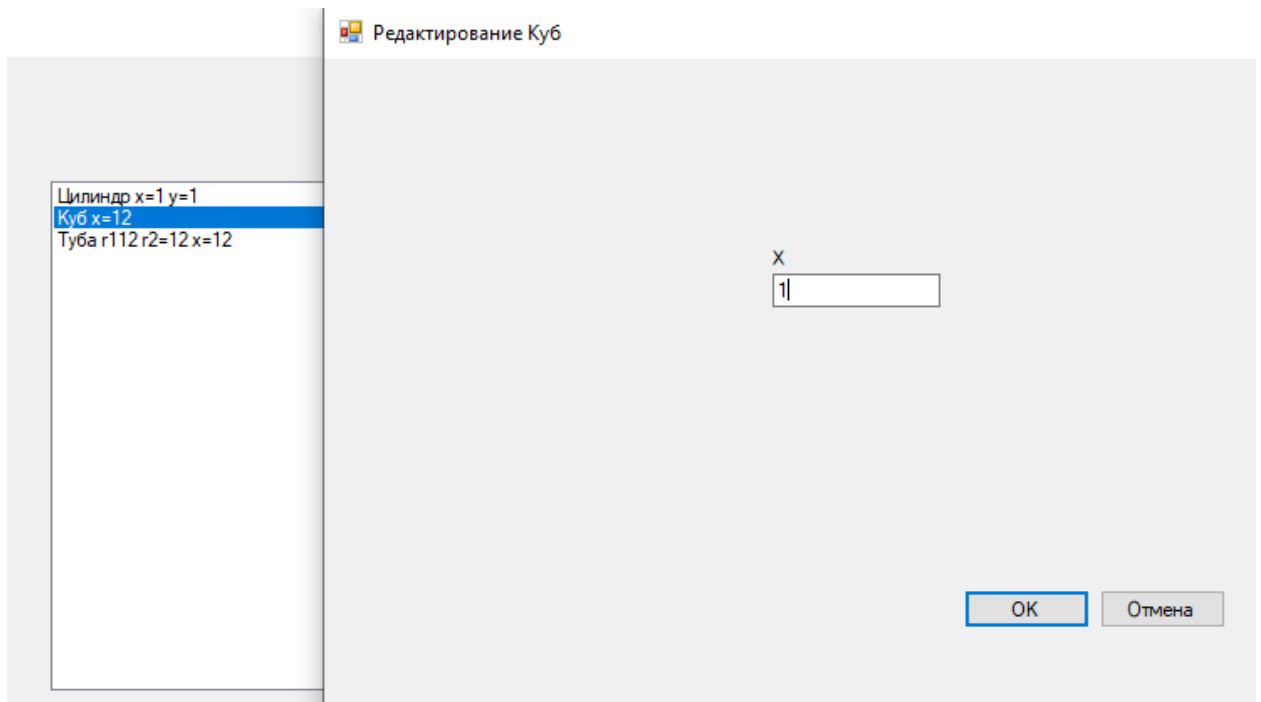 Редактирование Куб
Цилиндр x=1 y=1
Куб x=12
Туба r112 r2=12 x=12
X
1
OK
Отмена